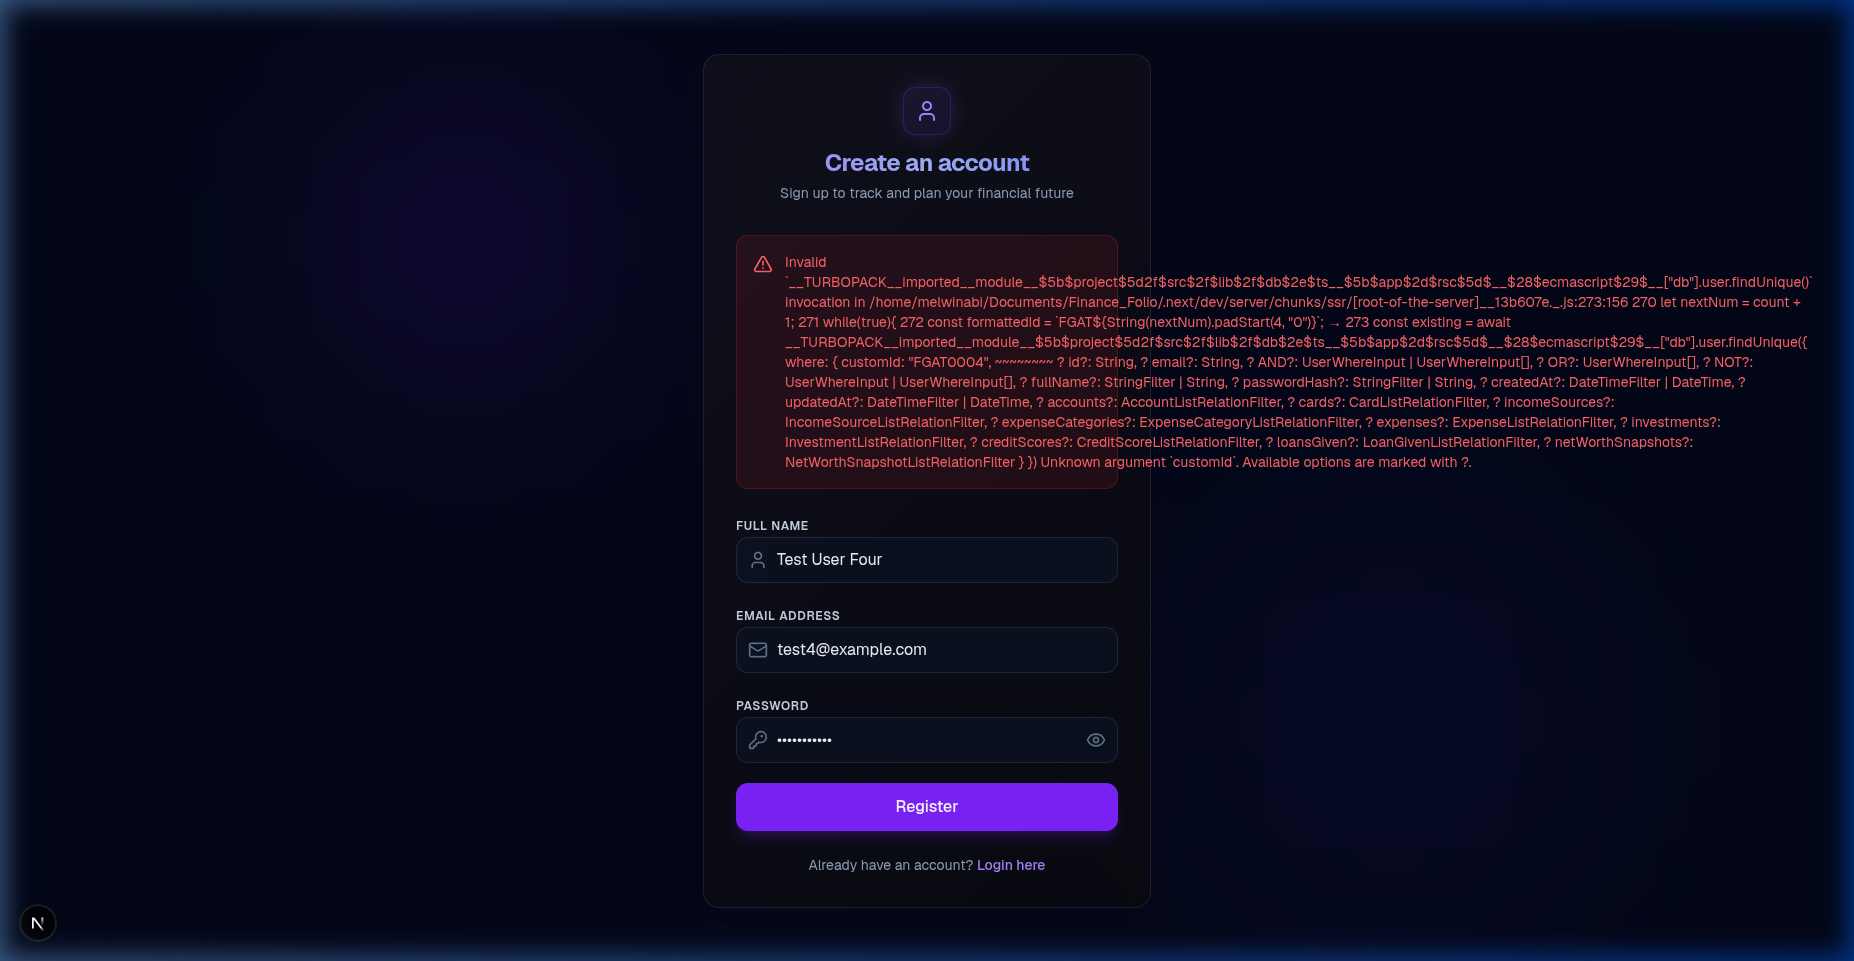 Create an account
Sign up to track and plan your financial future
Invalid
`__TURBOPACK__imported__module__$5b$project$5d2f$src$2f$lib$2f$db$2e$ts__$5b$app$2d$rsc$5d$__$28$ecmascript$29$__["db"].user.findUnique()`
invocation in /home/melwinabi/Documents/Finance_Folio/.next/dev/server/chunks/ssr/[root-of-the-server]__13b607e._.js:273:156 270 let nextNum = count +
1; 271 while(true){ 272 const formattedId = `FGAT${String(nextNum).padStart(4, "0")}`; → 273 const existing = await
__TURBOPACK__imported__module__$5b$project$5d2f$src$2f$lib$2f$db$2e$ts__$5b$app$2d$rsc$5d$__$28$ecmascript$29$__["db"].user.findUnique({
where: { customId: "FGAT0004", ~~~~~~~~ ? id?: String, ? email?: String, ? AND?: UserWhereInput | UserWhereInput[], ? OR?: UserWhereInput[], ? NOT?:
UserWhereInput | UserWhereInput[], ? fullName?: StringFilter | String, ? passwordHash?: StringFilter | String, ? createdAt?: DateTimeFilter | DateTime, ?
updatedAt?: DateTimeFilter | DateTime, ? accounts?: AccountListRelationFilter, ? cards?: CardListRelationFilter, ? incomeSources?:
IncomeSourceListRelationFilter, ? expenseCategories?: ExpenseCategoryListRelationFilter, ? expenses?: ExpenseListRelationFilter, ? investments?:
InvestmentListRelationFilter, ? creditScores?: CreditScoreListRelationFilter, ? loansGiven?: LoanGivenListRelationFilter, ? netWorthSnapshots?:
NetWorthSnapshotListRelationFilter } }) Unknown argument `customId`. Available options are marked with ?.
FULL NAME
Test User Four
EMAIL ADDRESS
test4@example.com
PASSWORD
•••••••••••
Register
Already have an account? Login here
N